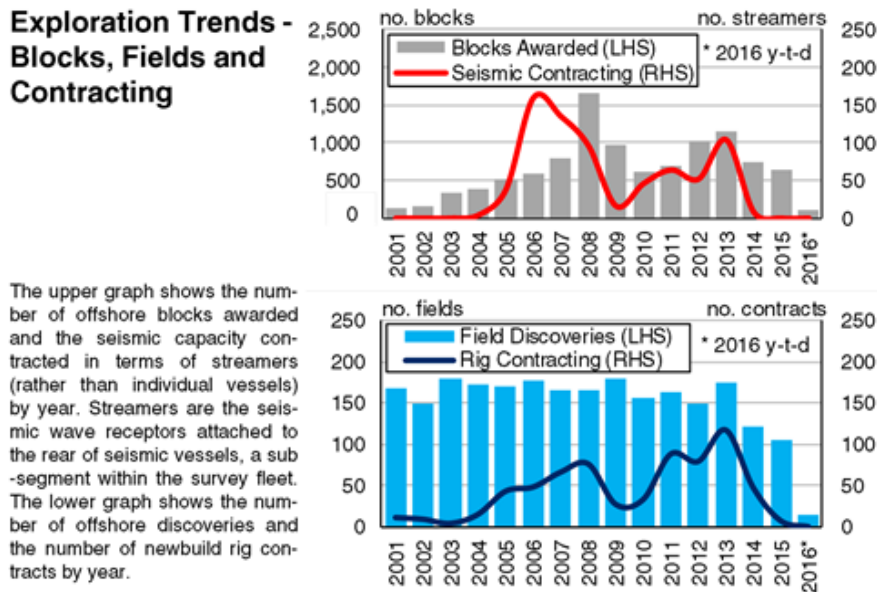 Exploration Trends -
Blocks, Fields and
Contracting
no. blocks
no. streamers
2,500
2,000
1,500
1,000
500
0
250
200
150
100
50
0
Blocks Awarded (LHS)
Seismic Contracting (RHS)
* 2016 y-t-d
2001
2002
2003
2004
2005
2006
2007
2008
2009
2010
2011
2012
2013
2014
2015
2016*
The upper graph shows the num-
ber of offshore blocks awarded
and the seismic capacity con-
tracted in terms of streamers
(rather than individual vessels)
by year. Streamers are the seis-
mic wave receptors attached to
the rear of seismic vessels, a sub
-segment within the survey fleet.
The lower graph shows the num-
ber of offshore discoveries and
the number of newbuild rig con-
tracts by year.
no. fields
no. contracts
250
200
150
100
50
0
250
200
150
100
50
0
Field Discoveries (LHS)
Rig Contracting (RHS)
* 2016 y-t-d
2001
2002
2003
2004
2005
2006
2007
2008
2009
2010
2011
2012
2013
2014
2015
2016*